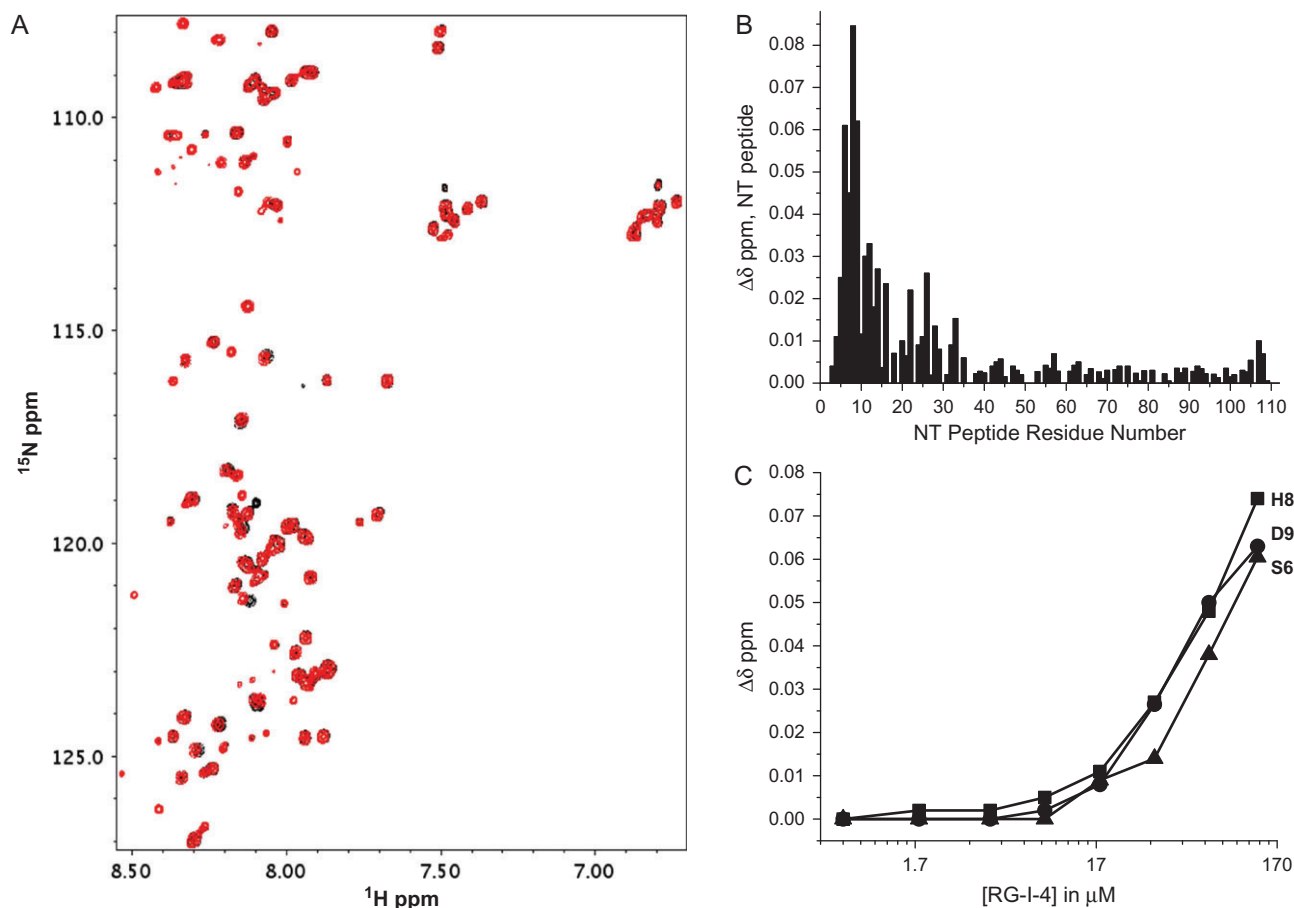 A
110.0
115.0
120.0
125.0
15N ppm
8.50
8.00
7.50
7.00
1H ppm
B
0.08
0.07
0.06
0.05
0.04
0.03
0.02
0.01
0.00
Δδ ppm, NT peptide
0 10 20 30 40 50 60 70 80 90 100 110
NT Peptide Residue Number
C
0.08
0.07
0.06
0.05
0.04
0.03
0.02
0.01
0.00
Δδ ppm
H8
D9
S6
1.7
17
170
[RG-I-4] in μM